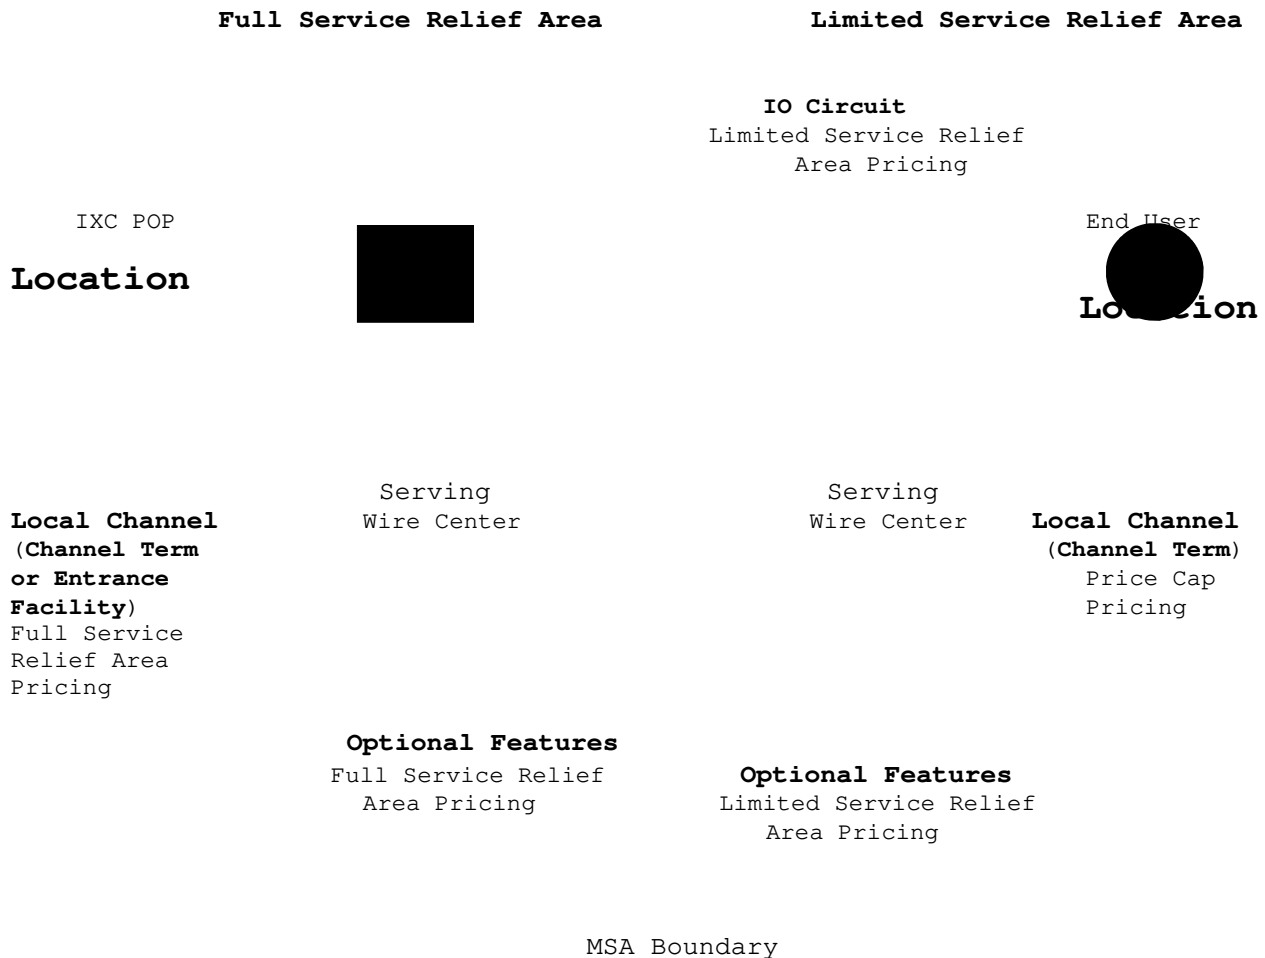 Full Service Relief Area
Limited Service Relief Area
IO Circuit
Limited Service Relief
Area Pricing
IXC POP
Location
End User
Serving
Wire Center
Serving
Wire Center
Local Channel
(Channel Term
or Entrance
Facility)
Full Service
Relief Area
Pricing
Local Channel
(Channel Term)
Price Cap
Pricing
Optional Features
Full Service Relief
Area Pricing
Optional Features
Limited Service Relief
Area Pricing
MSA Boundary